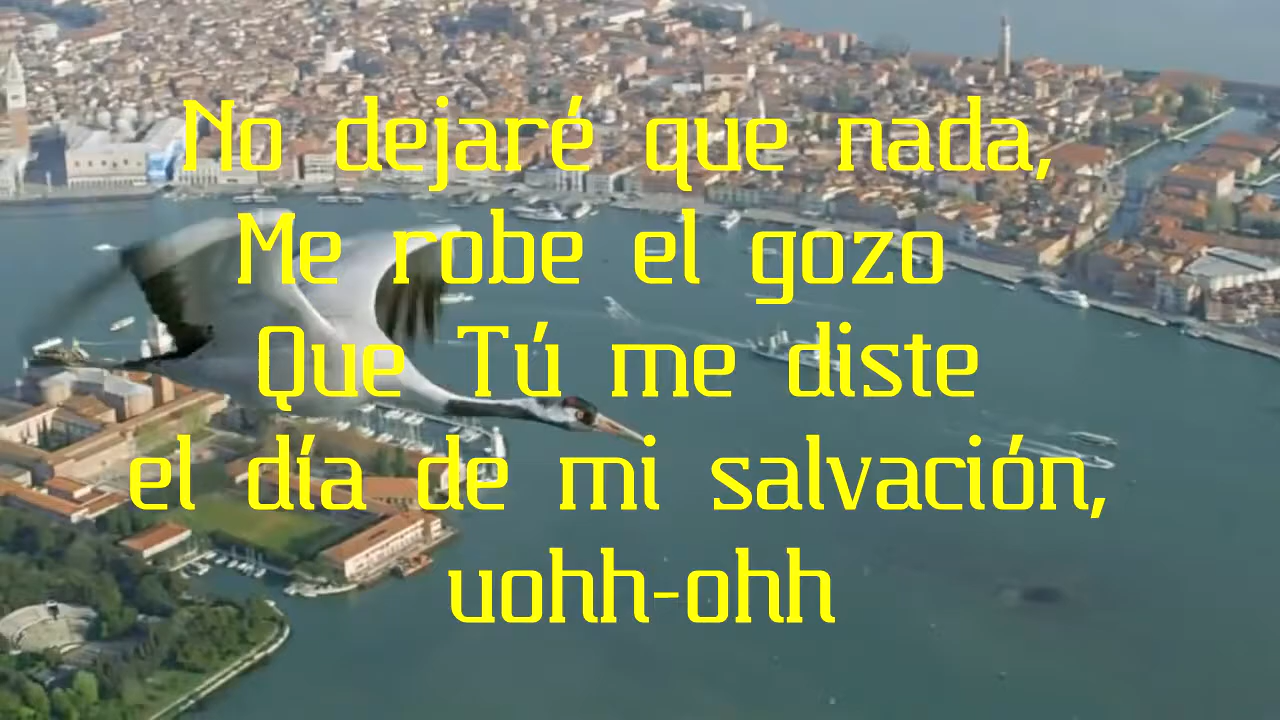 No dejaré que nada,
Me robe el gozo
Que Tú me diste
el día de mi salvación,
uohh-ohh